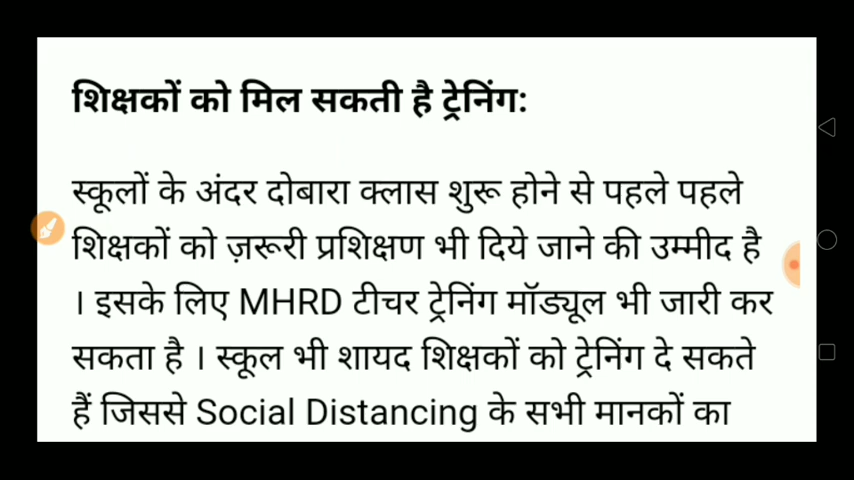 शिक्षकों को मिल सकती है ट्रेनिंग:
स्कूलों के अंदर दोबारा क्लास शुरू होने से पहले पहले
शिक्षकों को ज़रूरी प्रशिक्षण भी दिये जाने की उम्मीद है
। इसके लिए MHRD टीचर ट्रेनिंग मॉड्यूल भी जारी कर
सकता है । स्कूल भी शायद शिक्षकों को ट्रेनिंग दे सकते
हैं जिससे Social Distancing के सभी मानकों का